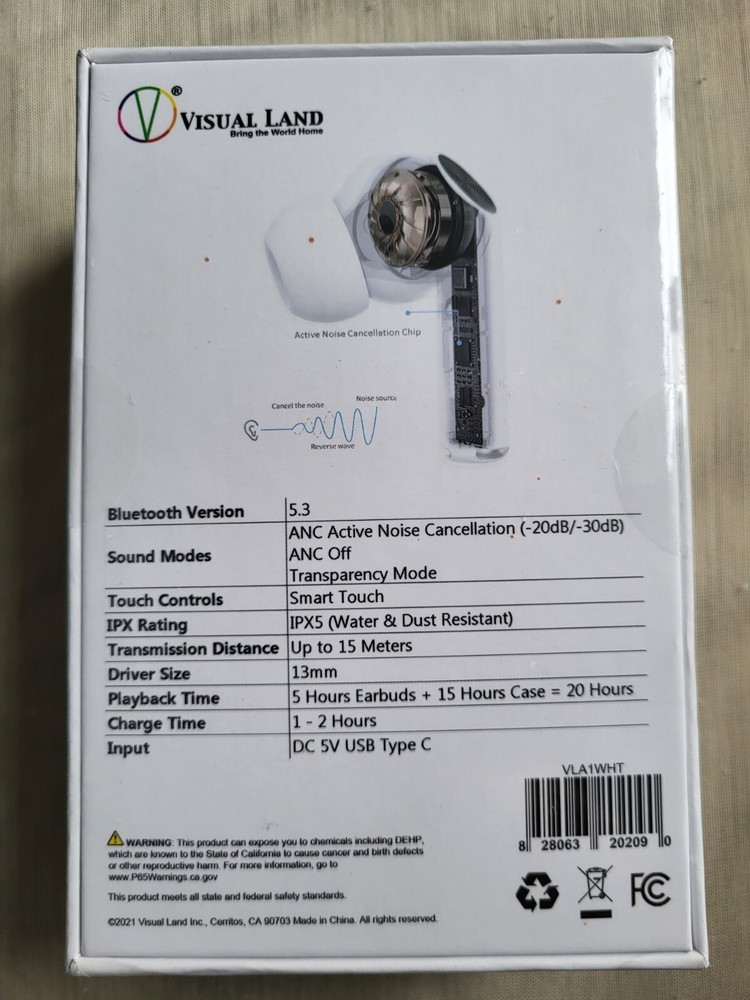 V®
VISUAL LAND
Bring the World Home
Active Noise Cancellation Chip
Noise source
Cancel the noise
Reverse wave
Bluetooth Version 5.3
Sound Modes ANC Active Noise Cancellation (-20dB/-30dB)
ANC Off
Transparency Mode
Touch Controls Smart Touch
IPX Rating IPX5 (Water & Dust Resistant)
Transmission Distance Up to 15 Meters
Driver Size 13mm
Playback Time 5 Hours Earbuds + 15 Hours Case = 20 Hours
Charge Time 1 - 2 Hours
Input DC 5V USB Type C
VLA1WHT
8 28063 20209 0
WARNING: This product can expose you to chemicals including DEHP,
which are known to the State of California to cause cancer and birth defects
or other reproductive harm. For more information, go to
www.P65Warnings.ca.gov
This product meets all state and federal safety standards.
©2021 Visual Land Inc., Cerritos, CA 90703 Made in China. All rights reserved.
FC